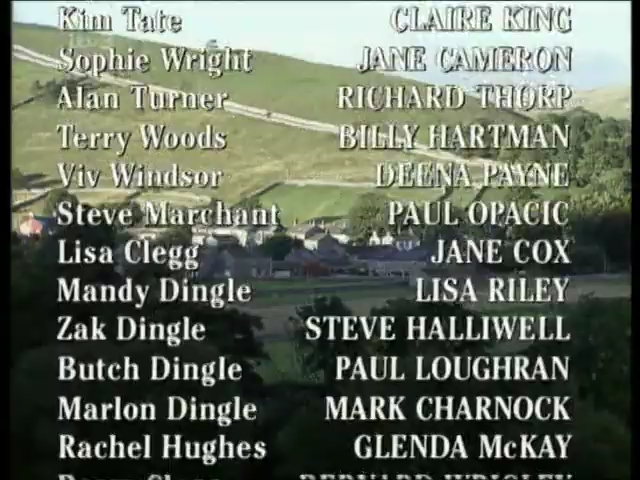 Kim Tate CLAIRE KING
Sophie Wright JANE CAMERON
Alan Turner RICHARD THORP
Terry Woods BILLY HARTMAN
Viv Windsor DEENA PAYNE
Steve Marchant PAUL OPACIC
Lisa Clegg JANE COX
Mandy Dingle LISA RILEY
Zak Dingle STEVE HALLIWELL
Butch Dingle PAUL LOUGHRAN
Marlon Dingle MARK CHARNOCK
Rachel Hughes GLENDA McKAY